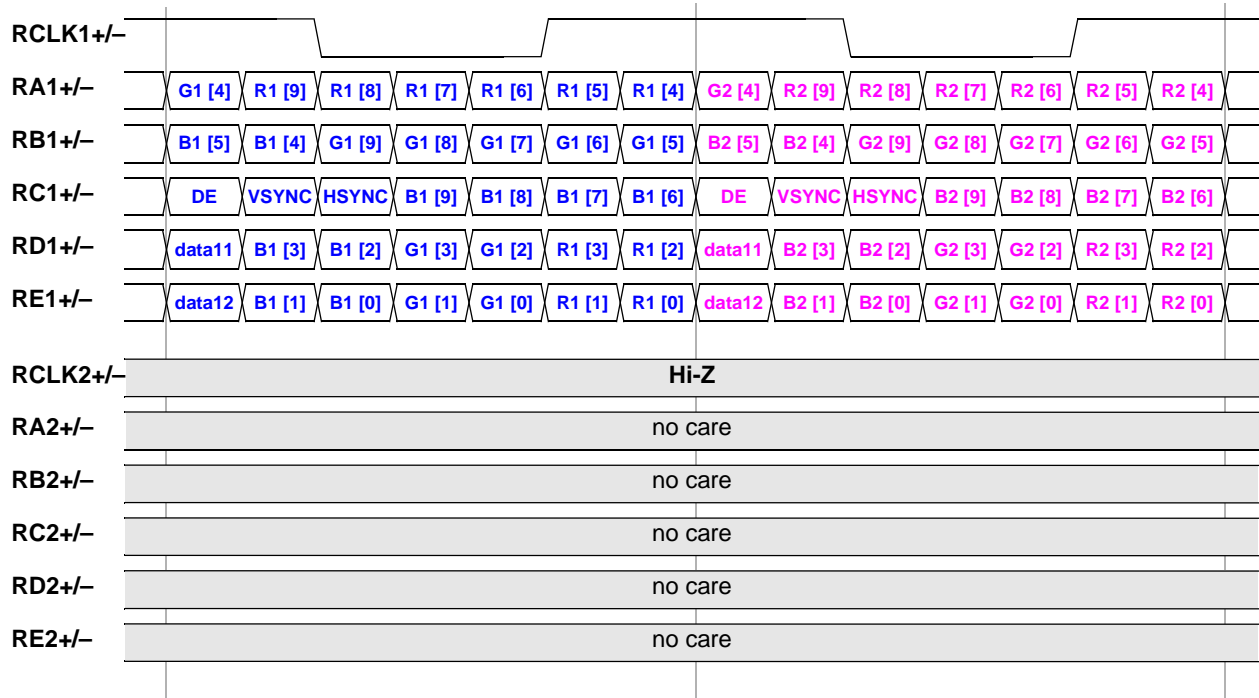 RCLK1+/–
RA1+/– G1 [4] R1 [9] R1 [8] R1 [7] R1 [6] R1 [5] R1 [4] G2 [4] R2 [9] R2 [8] R2 [7] R2 [6] R2 [5] R2 [4]
RB1+/– B1 [5] B1 [4] G1 [9] G1 [8] G1 [7] G1 [6] G1 [5] B2 [5] B2 [4] G2 [9] G2 [8] G2 [7] G2 [6] G2 [5]
RC1+/– DE VSYNC HSYNC B1 [9] B1 [8] B1 [7] B1 [6] DE VSYNC HSYNC B2 [9] B2 [8] B2 [7] B2 [6]
RD1+/– data11 B1 [3] B1 [2] G1 [3] G1 [2] R1 [3] R1 [2] data11 B2 [3] B2 [2] G2 [3] G2 [2] R2 [3] R2 [2]
RE1+/– data12 B1 [1] B1 [0] G1 [1] G1 [0] R1 [1] R1 [0] data12 B2 [1] B2 [0] G2 [1] G2 [0] R2 [1] R2 [0]
RCLK2+/– Hi-Z
RA2+/– no care
RB2+/– no care
RC2+/– no care
RD2+/– no care
RE2+/– no care